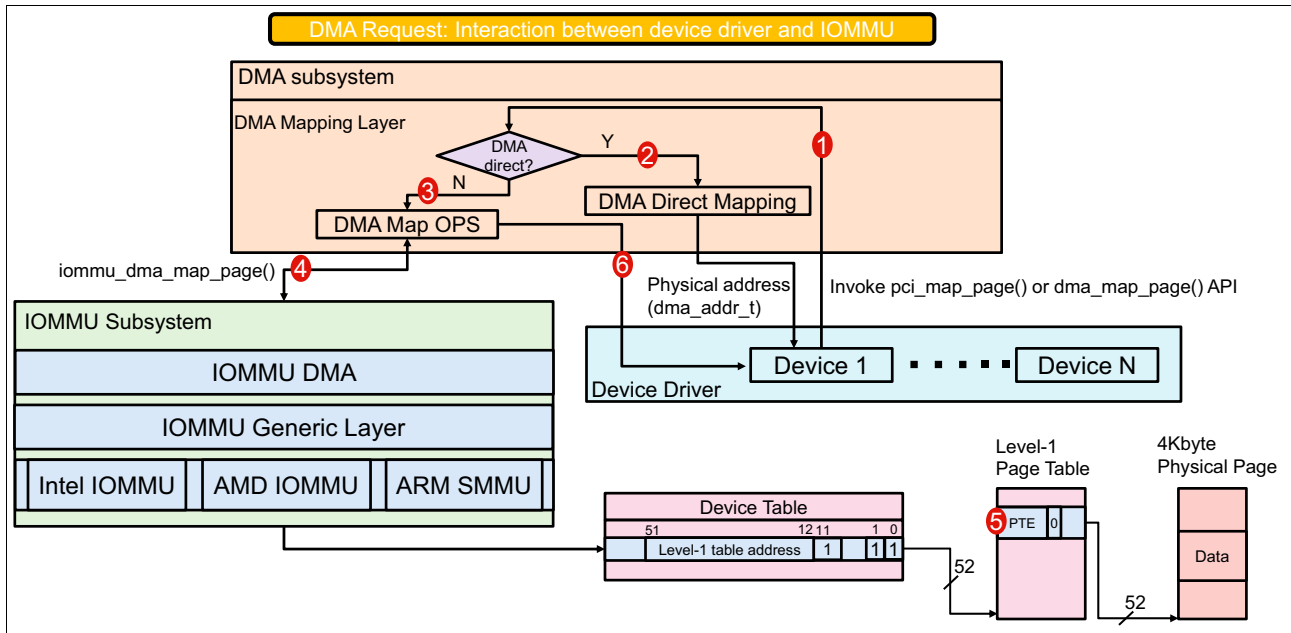 DMA Request: Interaction between device driver and IOMMU
DMA subsystem
DMA Mapping Layer
DMA
direct?
Y
2
1
N
3
DMA Map OPS
DMA Direct Mapping
iommu_dma_map_page()
4
6
Physical address
(dma_addr_t)
Invoke pci_map_page() or dma_map_page() API
IOMMU Subsystem
IOMMU DMA
IOMMU Generic Layer
Intel IOMMU
AMD IOMMU
ARM SMMU
Device 1
Device N
Device Driver
Device Table
51
12 11
1
0
Level-1 table address
1
1
1
52
Level-1
Page Table
5
PTE
0
52
4Kbyte
Physical Page
Data